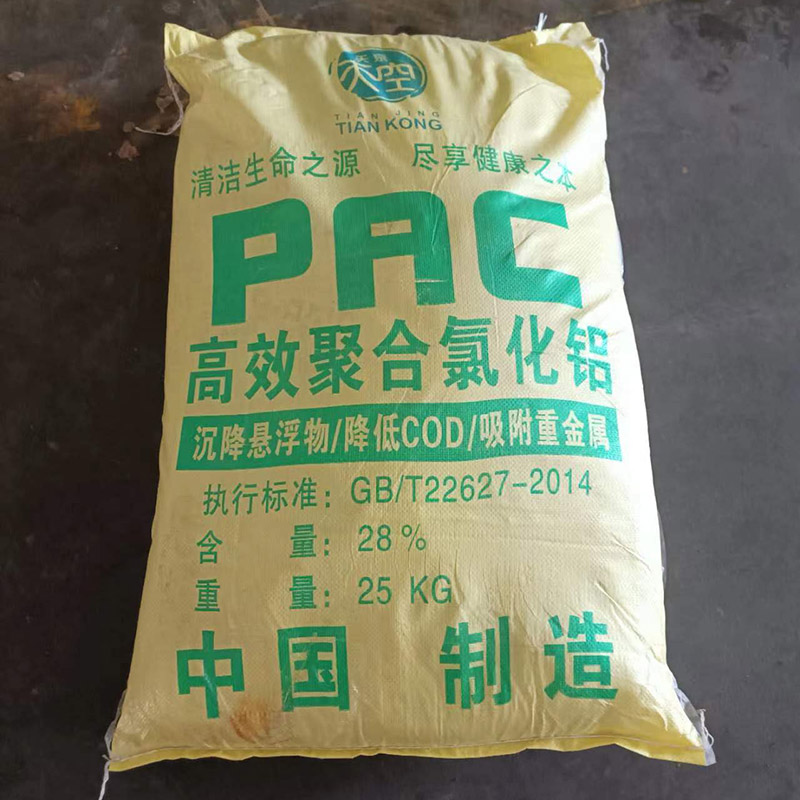 天空
TIAN JING
TIAN KONG
清洁生命之源 尽享健康之本
PAC
高效聚合氯化铝
沉降悬浮物/降低COD/吸附重金属
执行标准：GB/T22627-2014
含 量：28%
重 量：25 KG
中国 制造